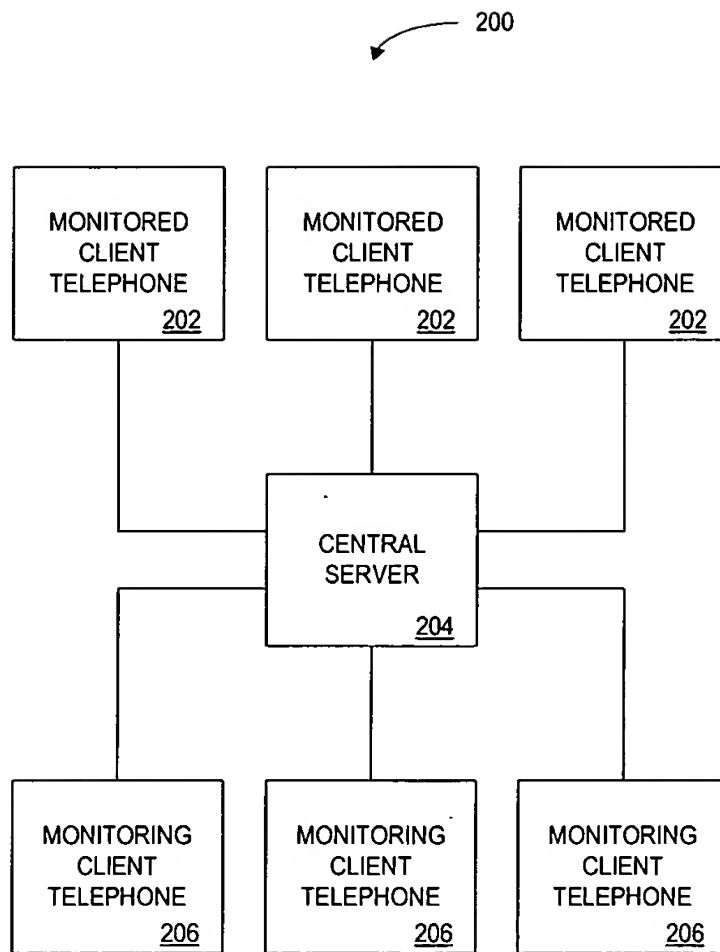 200
MONITORED
CLIENT
TELEPHONE
202
MONITORED
CLIENT
TELEPHONE
202
MONITORED
CLIENT
TELEPHONE
202
CENTRAL
SERVER
204
MONITORING
CLIENT
TELEPHONE
206
MONITORING
CLIENT
TELEPHONE
206
MONITORING
CLIENT
TELEPHONE
206